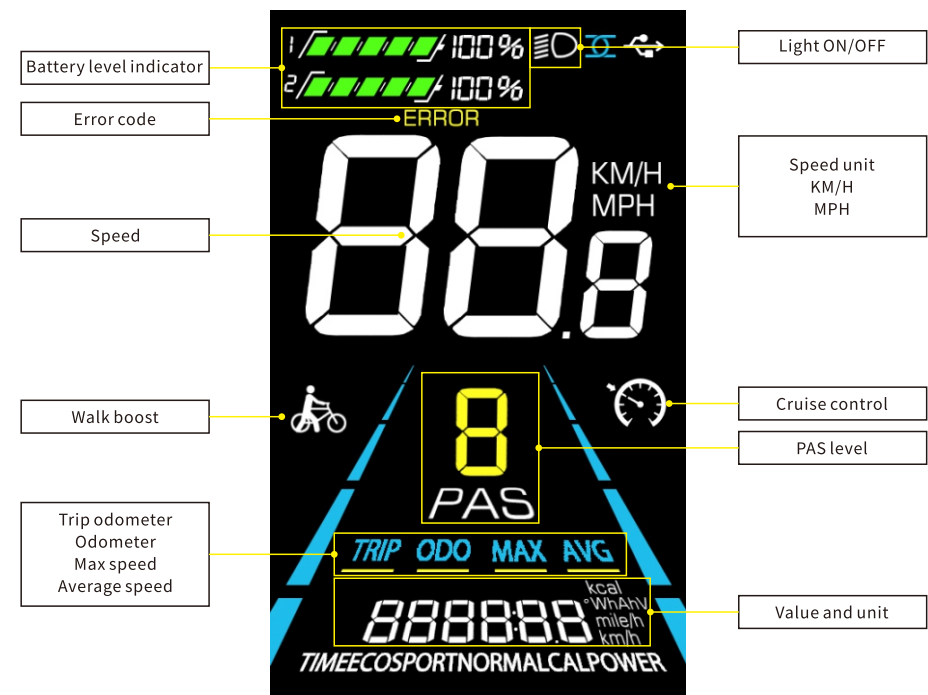 1 100%
2 100%
ERROR
88.8
KM/H
MPH
8
PAS
TRIP ODO MAX AVG
888888:8.8
kcal
°WhAhV
mile/h
km/h
TIMEECOSPORTNORMALCALPOWER
Battery level indicator
Error code
Speed
Walk boost
Trip odometer
Odometer
Max speed
Average speed
Light ON/OFF
Speed unit
KM/H
MPH
Cruise control
PAS level
Value and unit